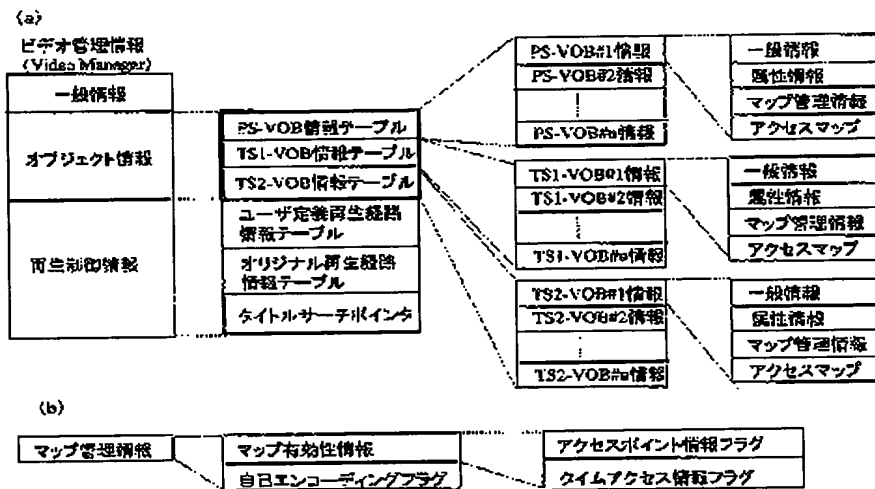 (a)
ビデオ管理情報
(Video Manager)
一般情報
オブジェクト情報
再生制御情報
PS-VOB情報テーブル
TS1-VOB情報テーブル
TS2-VOB情報テーブル
ユーザ定義再生経路
情報テーブル
オリジナル再生経路
情報テーブル
タイトルサーチポインタ
PS-VOB#1情報
PS-VOB#2情報
PS-VOB#n情報
一般情報
属性情報
マップ管理情報
アクセスマップ
TS1-VOB#1情報
TS1-VOB#2情報
TS1-VOB#n情報
一般情報
属性情報
マップ管理情報
アクセスマップ
TS2-VOB#1情報
TS2-VOB#2情報
TS2-VOB#n情報
一般情報
属性情報
マップ管理情報
アクセスマップ
(b)
マップ管理情報
マップ有効性情報
自己エンコーディングフラグ
アクセスポイント情報フラグ
タイムアクセス情報フラグ